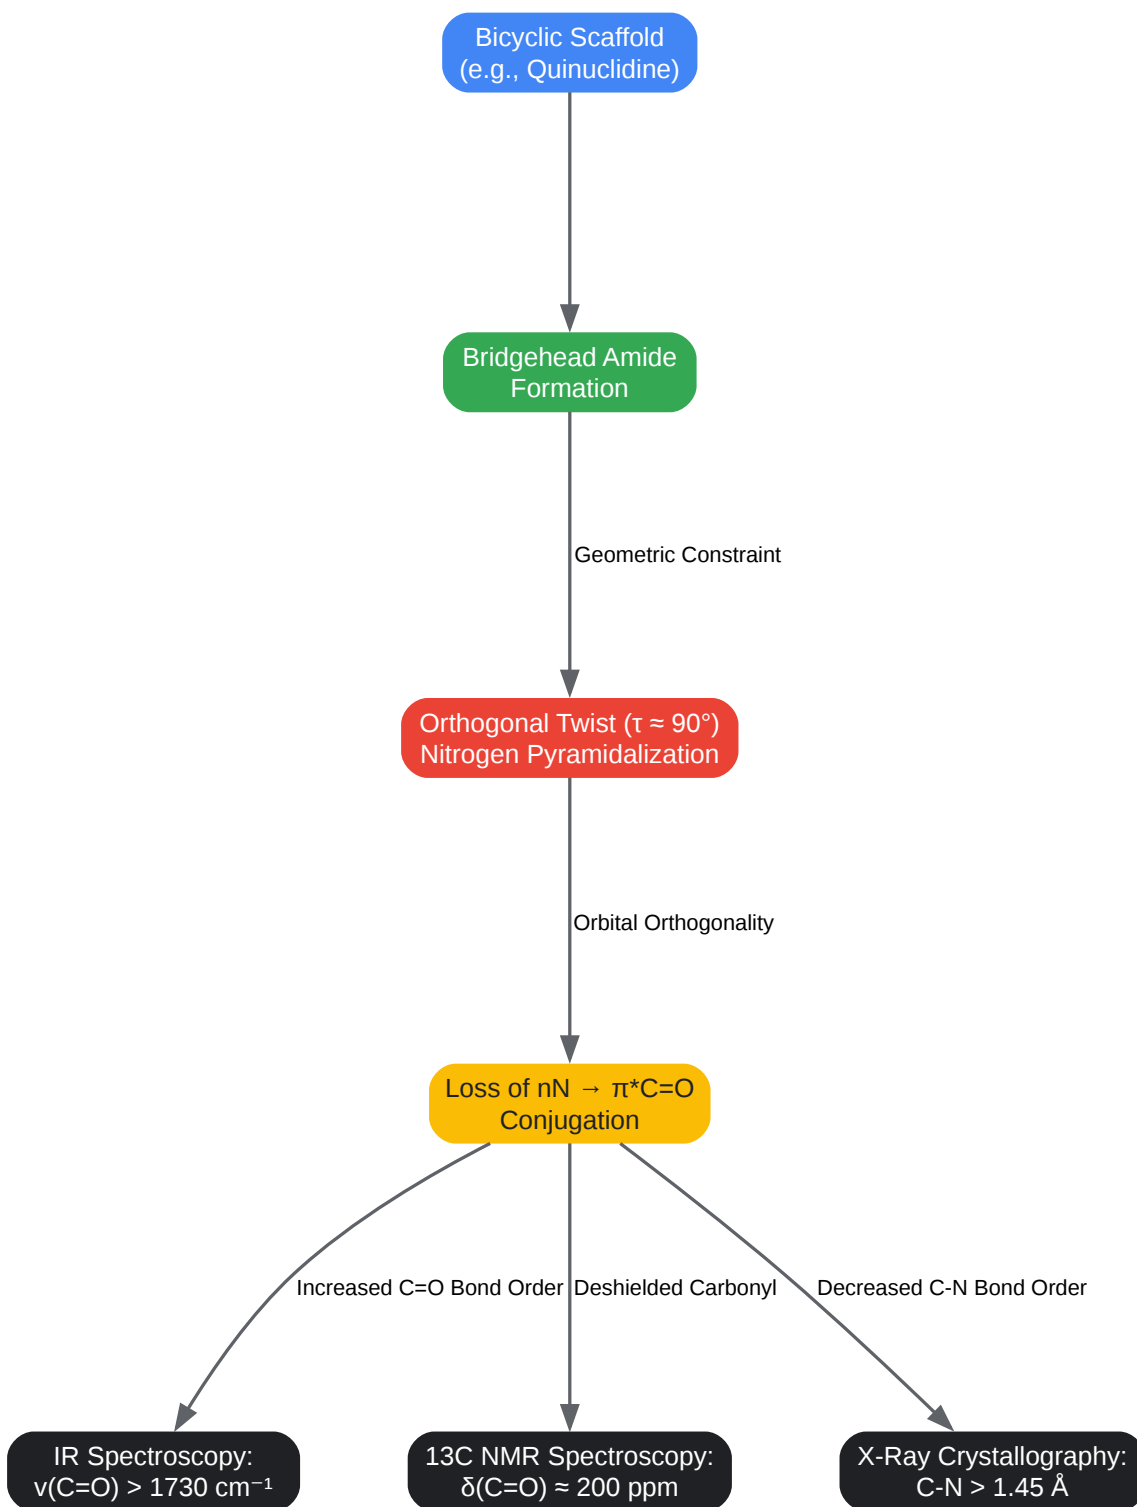 Bicyclic Scaffold
(e.g., Quinuclidine)
Bridgehead Amide
Formation
Geometric Constraint
Orthogonal Twist (τ ≈ 90°)
Nitrogen Pyramidalization
Orbital Orthogonality
Loss of nN → π*C=O
Conjugation
Increased C=O Bond Order
Deshielded Carbonyl
Decreased C-N Bond Order
IR Spectroscopy:
ν(C=O) > 1730 cm⁻¹
13C NMR Spectroscopy:
δ(C=O) ≈ 200 ppm
X-Ray Crystallography:
C-N > 1.45 Å